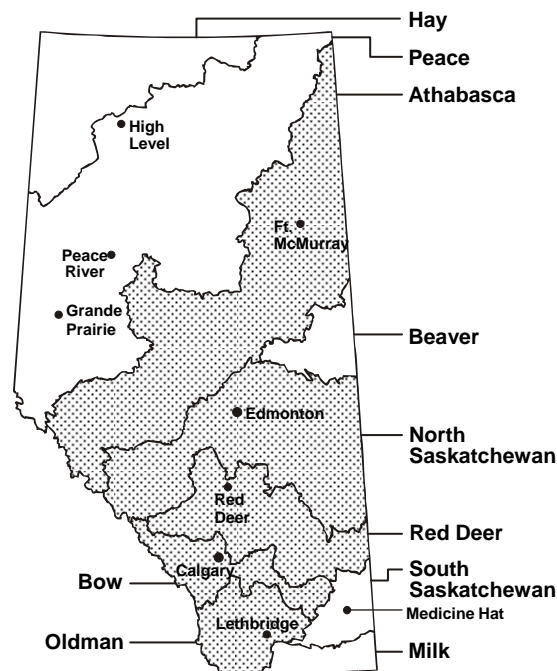 Hay
Peace
Athabasca
High
Level
Ft.
McMurray
Peace
River
Grande
Prairie
Beaver
Edmonton
North
Saskatchewan
Red
Deer
Red Deer
South
Saskatchewan
Calgary
Bow
Medicine Hat
Lethbridge
Oldman
Milk